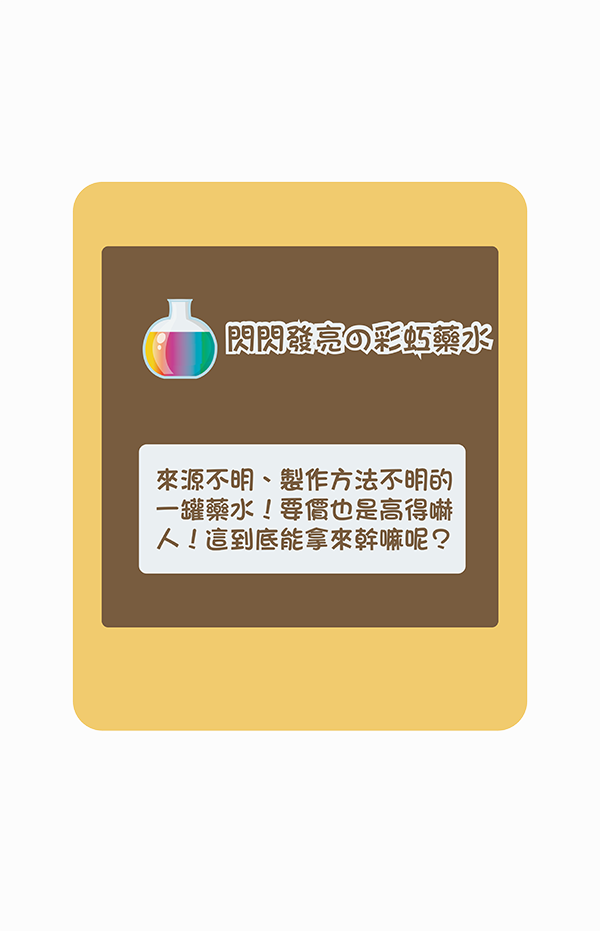 閃閃發亮の彩虹藥水
來源不明、製作方法不明的
一罐藥水！要價也是高得嚇
人！這到底能拿來幹嘛呢？